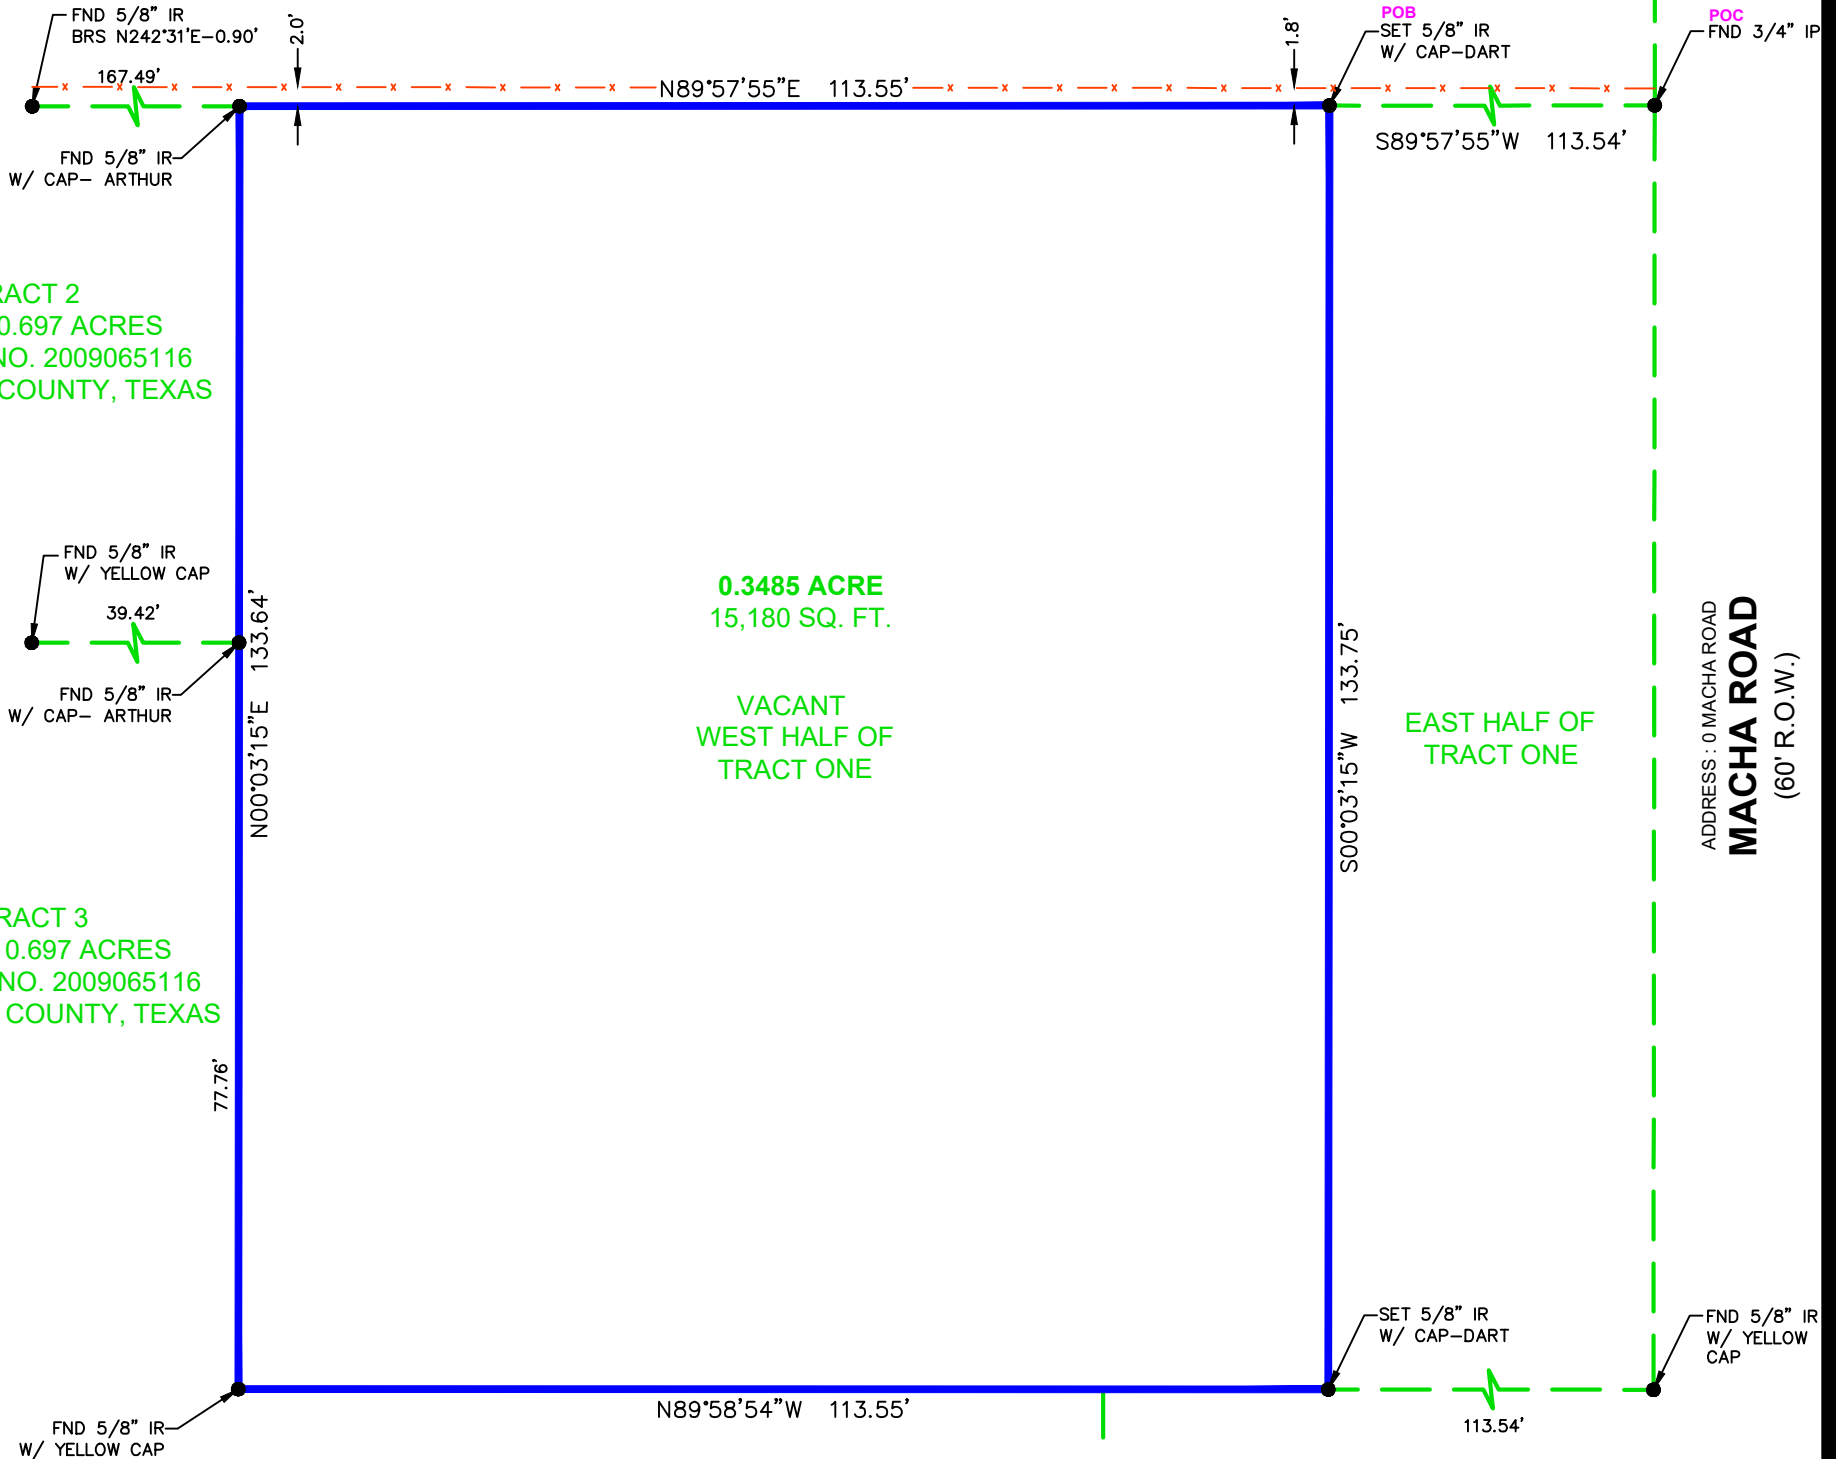 FND 5/8" IR
BRS N242°31'E-0.90'
167.49'
2.0'
N89°57'55"E 113.55'
1.8'
POB
SET 5/8" IR
W/ CAP-DART
POC
FND 3/4" IP
S89°57'55"W 113.54'
FND 5/8" IR
W/ CAP- ARTHUR
RACT 2
0.697 ACRES
NO. 2009065116
COUNTY, TEXAS
FND 5/8" IR
W/ YELLOW CAP
39.42'
FND 5/8" IR
W/ CAP- ARTHUR
N00°03'15"E 133.64'
0.3485 ACRE
15,180 SQ. FT.
VACANT
WEST HALF OF
TRACT ONE
S00°03'15"W 133.75'
EAST HALF OF
TRACT ONE
ADDRESS : 0 MACHA ROAD
MACHA ROAD
(60' R.O.W.)
RACT 3
0.697 ACRES
NO. 2009065116
COUNTY, TEXAS
77.76'
SET 5/8" IR
W/ CAP-DART
FND 5/8" IR
W/ YELLOW
CAP
N89°58'54"W 113.55'
113.54'
FND 5/8" IR
W/ YELLOW CAP